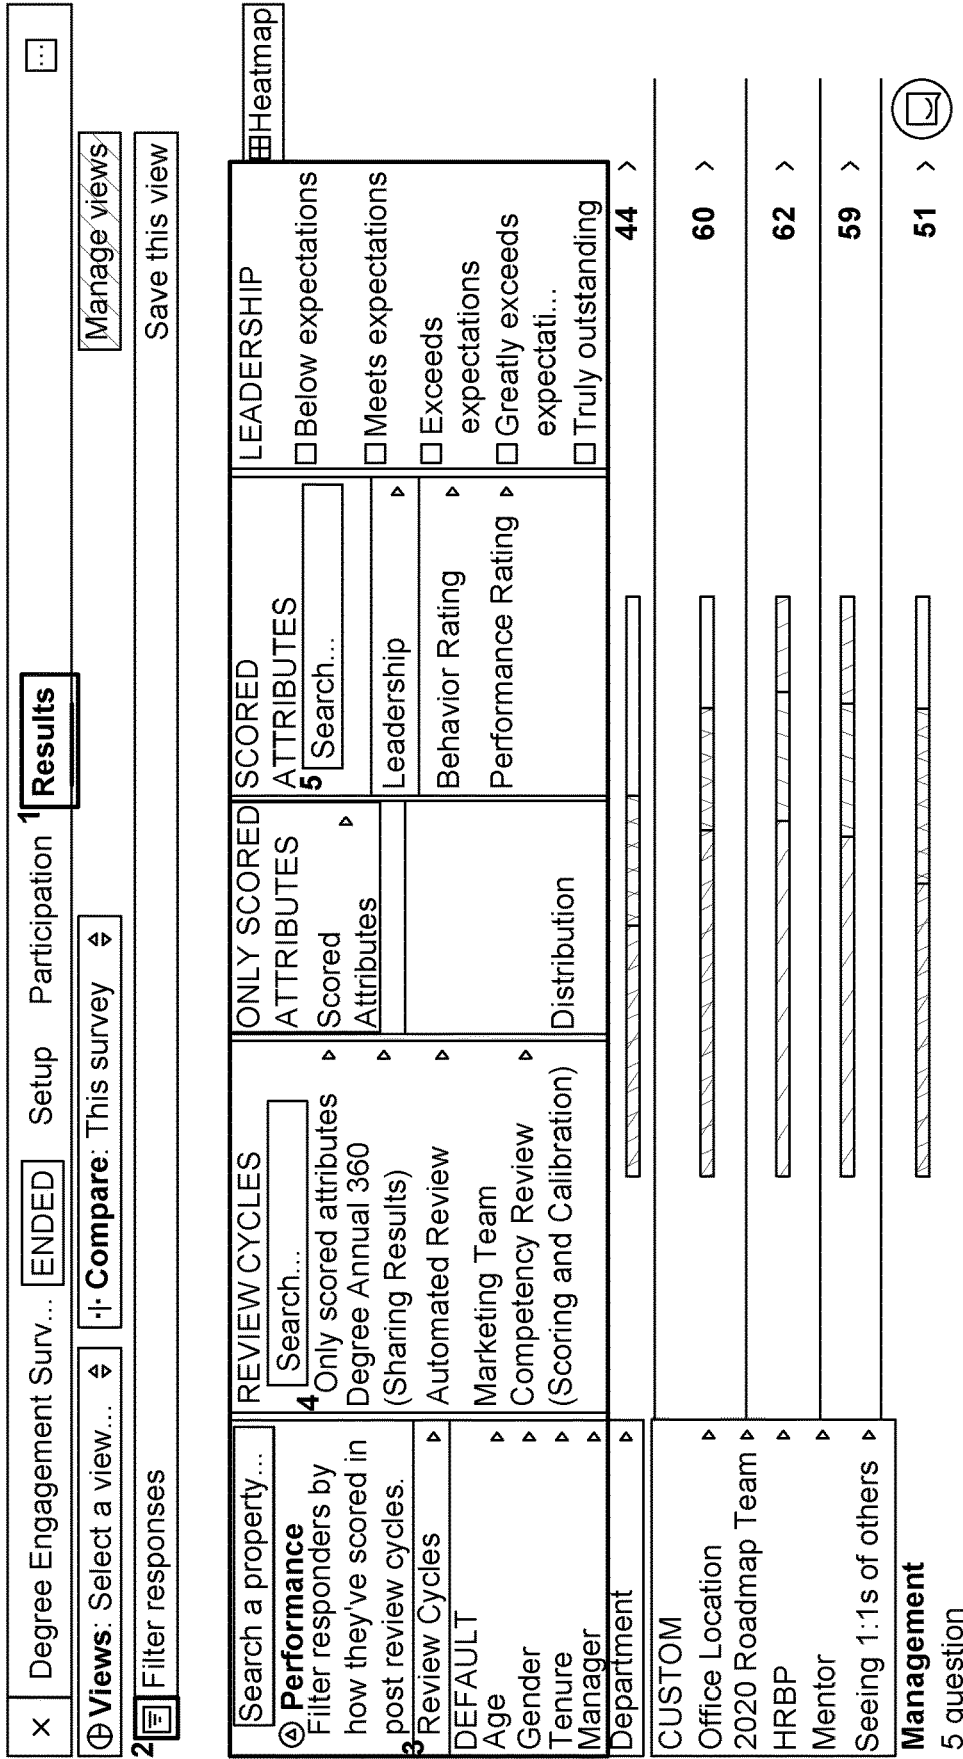 × Degree Engagement Surv... ENDED Setup Participation 1 Results ...
Views: Select a view... Compare: This survey Manage views
2 Filter responses Save this view
Heatmap
Search a property...
Performance
Filter responders by
how they've scored in
post review cycles.
3 Review Cycles
DEFAULT
Age
Gender
Tenure
Manager
Department
CUSTOM
Office Location
2020 Roadmap Team
HRBP
Mentor
Seeing 1:1s of others
REVIEW CYCLES
4 Search...
Only scored attributes
Degree Annual 360
(Sharing Results)
Automated Review
Marketing Team
Competency Review
(Scoring and Calibration)
ONLY SCORED
ATTRIBUTES
Scored
Attributes
Distribution
SCORED
ATTRIBUTES
5 Search...
Leadership
Behavior Rating
Performance Rating
LEADERSHIP
Below expectations
Meets expectations
Exceeds
expectations
Greatly exceeds
expectati...
Truly outstanding
44 >
60 >
62 >
59 >
Management 51 >
5 question